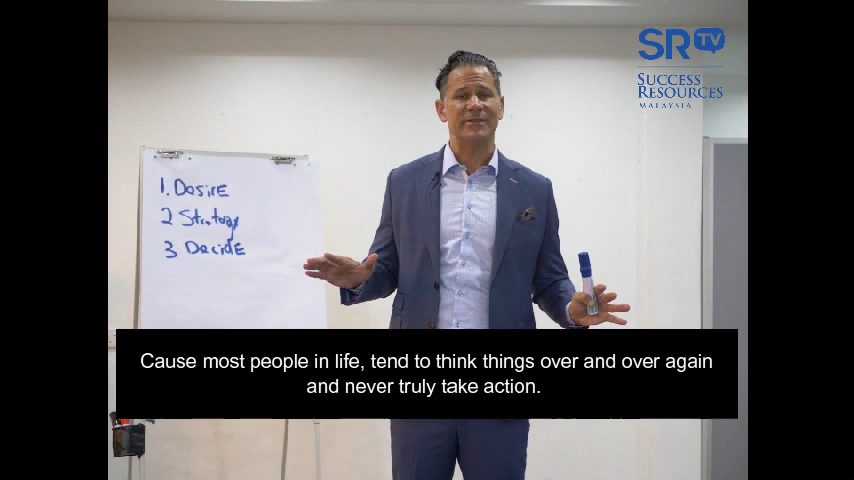 SR TV
SUCCESS
RESOURCES
MALAYSIA
1. DesirE
2 Strategy
3 DecidE
Cause most people in life, tend to think things over and over again
and never truly take action.